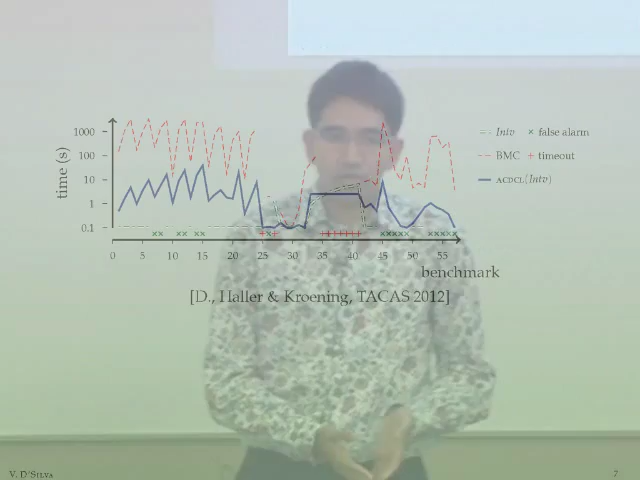 1000
100
10
1
0.1
time (s)
0 5 10 15 20 25 30 35 40 45 50 55
benchmark
Intv × false alarm
BMC + timeout
ACDCL(Intv)
[D., Haller & Kroening, TACAS 2012]
V. D'Silva 7